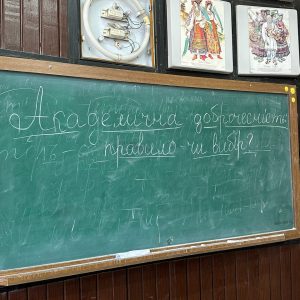 Академічна доброчесність
правило чи вибір?